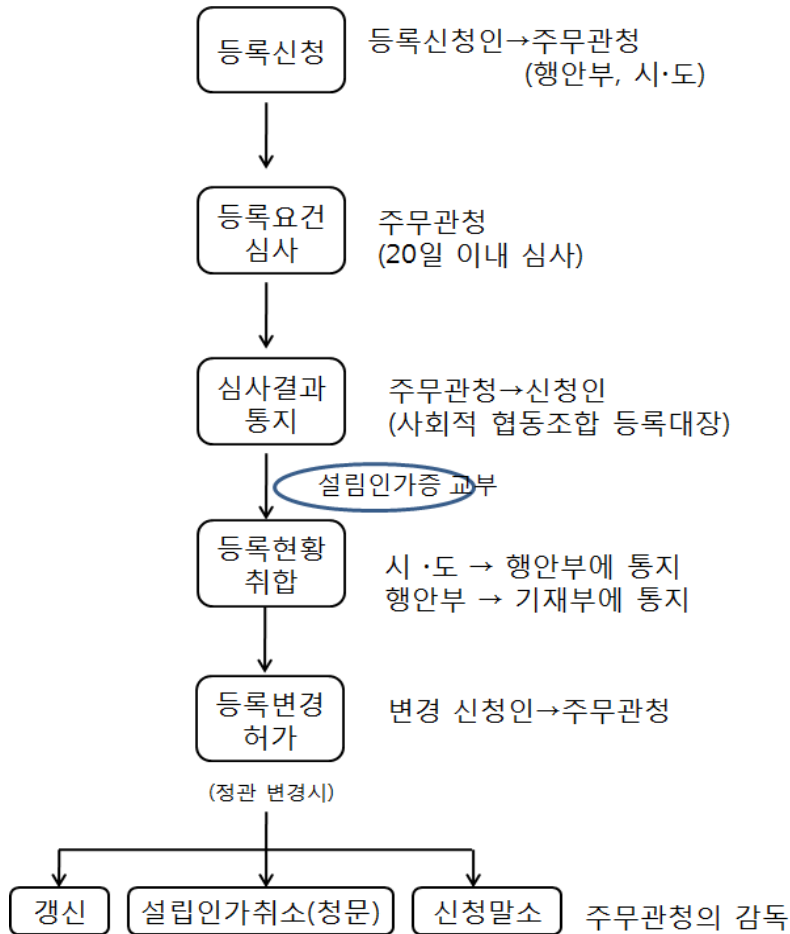 등록신청
등록신청인→주무관청
(행안부, 시·도)
등록요건
심사
주무관청
(20일 이내 심사)
심사결과
통지
주무관청→신청인
(사회적 협동조합 등록대장)
설림인가증 교부
등록현황
취합
시 ·도 → 행안부에 통지
행안부 → 기재부에 통지
등록변경
허가
변경 신청인→주무관청
(정관 변경시)
갱신
설립인가취소(청문)
신청말소
주무관청의 감독